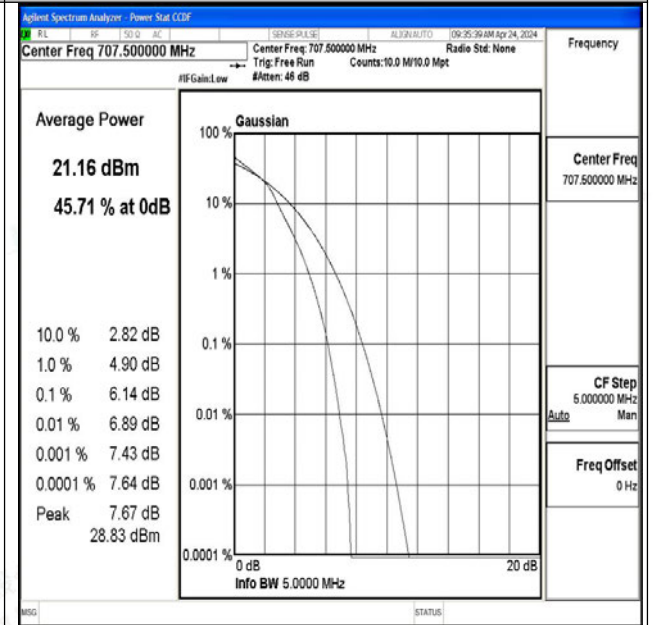 Agilent Spectrum Analyzer - Power Stat CCDF
RL RF 50 Ω AC SENSE:PULSE ALIGN AUTO 09:35:39 AM Apr 24, 2024
Center Freq 707.500000 MHz
Center Freq: 707.500000 MHz Radio Std: None
Trig: Free Run Counts:10.0 M/10.0 Mpt
#IFGain:Low #Atten: 46 dB
Frequency
Average Power
21.16 dBm
45.71 % at 0dB
10.0 % 2.82 dB
1.0 % 4.90 dB
0.1 % 6.14 dB
0.01 % 6.89 dB
0.001 % 7.43 dB
0.0001 % 7.64 dB
Peak 7.67 dB
28.83 dBm
Gaussian
100 %
10 %
1 %
0.1 %
0.01 %
0.001 %
0.0001 %
0 dB 20 dB
Info BW 5.0000 MHz
Center Freq
707.500000 MHz
CF Step
5.000000 MHz
Auto Man
Freq Offset
0 Hz
MSG STATUS